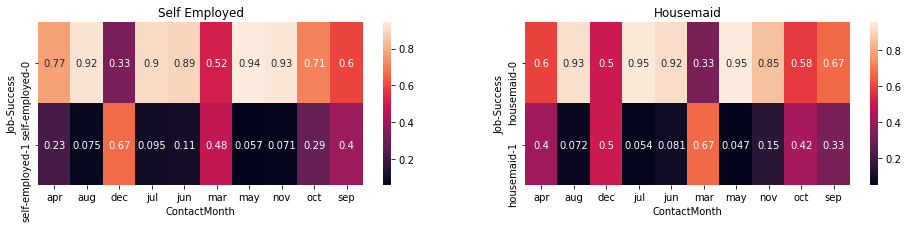 Self Employed
Job-Success
self-employed-0
self-employed-1
0.77 0.92 0.33 0.9 0.89 0.52 0.94 0.93 0.71 0.6
0.23 0.075 0.67 0.095 0.11 0.48 0.057 0.071 0.29 0.4
apr aug dec jul jun mar may nov oct sep
ContactMonth
0.8
0.6
0.4
0.2
Housemaid
Job-Success
housemaid-0
housemaid-1
0.6 0.93 0.5 0.95 0.92 0.33 0.95 0.85 0.58 0.67
0.4 0.072 0.5 0.054 0.081 0.67 0.047 0.15 0.42 0.33
apr aug dec jul jun mar may nov oct sep
ContactMonth
0.8
0.6
0.4
0.2